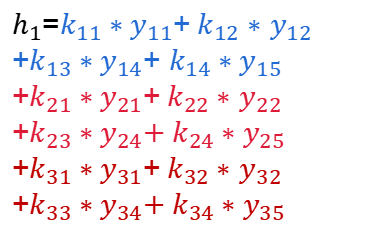 h₁=k₁₁ * y₁₁+ k₁₂ * y₁₂
+k₁₃ * y₁₄+ k₁₄ * y₁₅
+k₂₁ * y₂₁+ k₂₂ * y₂₂
+k₂₃ * y₂₄+ k₂₄ * y₂₅
+k₃₁ * y₃₁+ k₃₂ * y₃₂
+k₃₃ * y₃₄+ k₃₄ * y₃₅